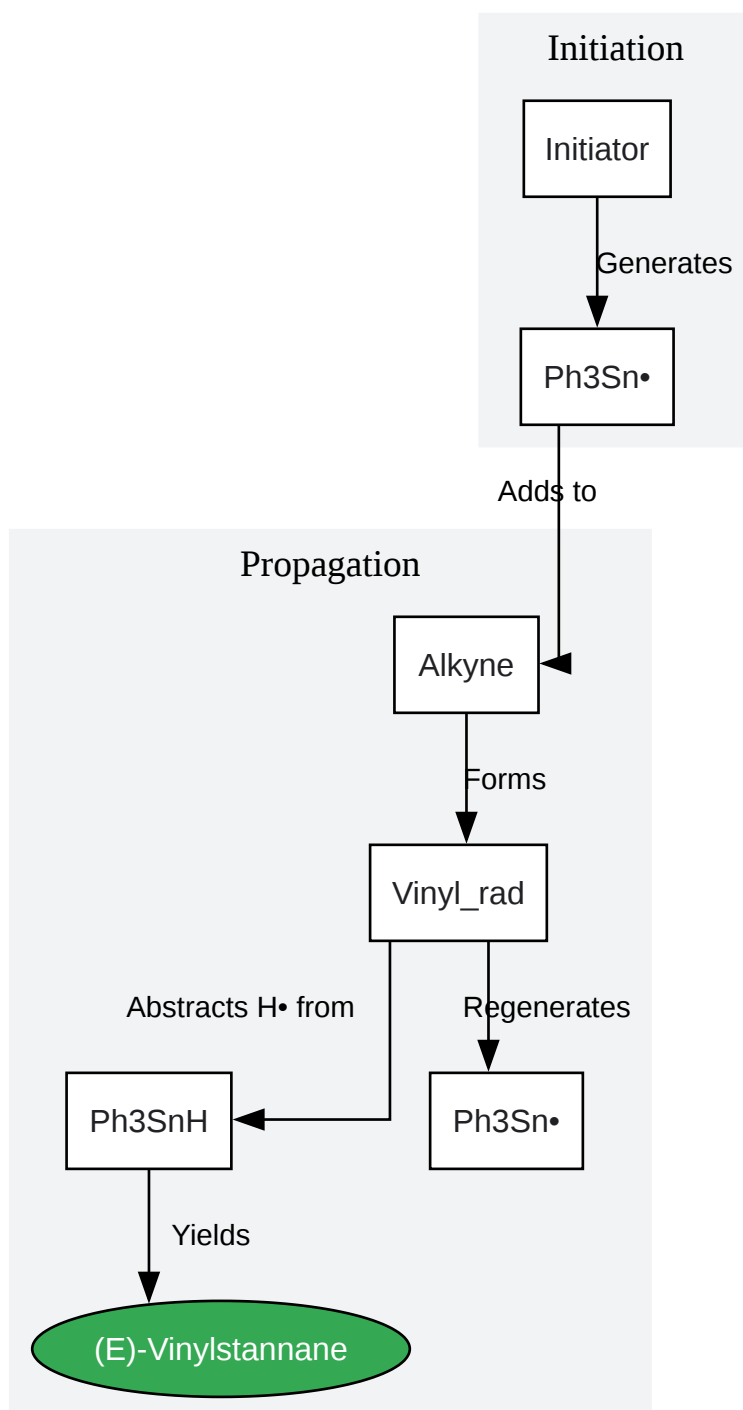 Initiation
Initiator
Generates
Ph3Sn•
Adds to
Propagation
Alkyne
Forms
Vinyl_rad
Abstracts H• from
Regenerates
Ph3SnH
Ph3Sn•
Yields
(E)-Vinylstannane